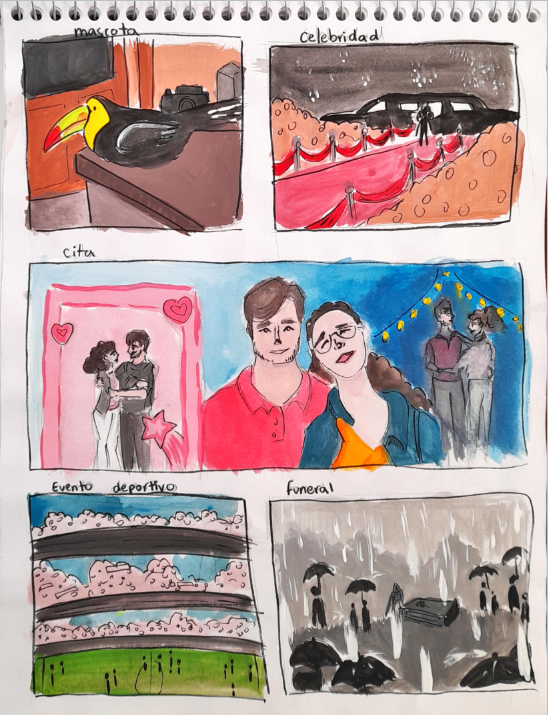 mascota
celebridad
cita
Evento deportivo
funeral